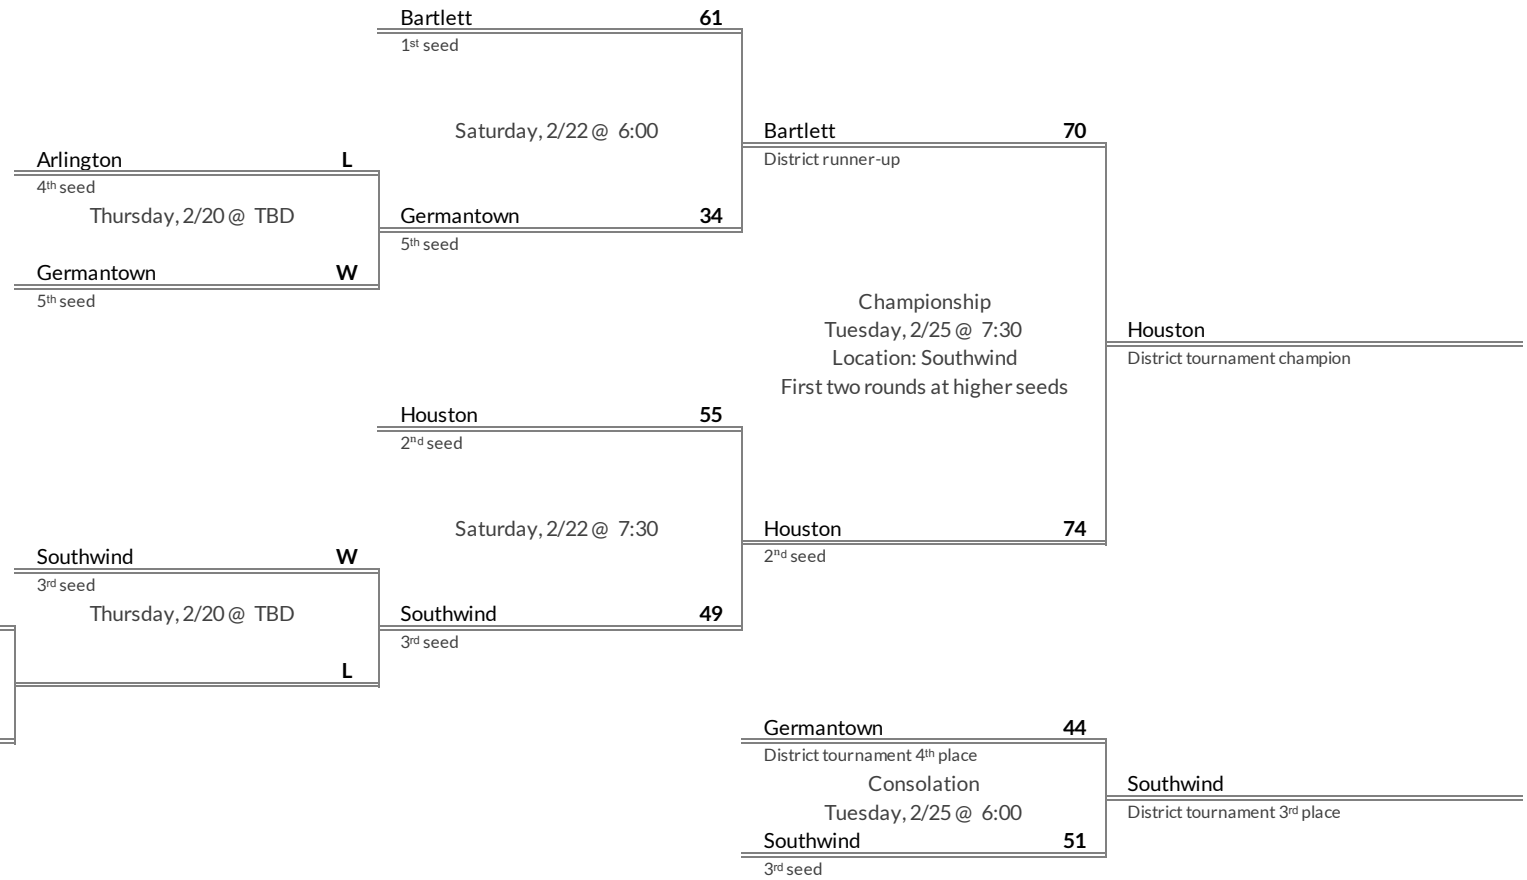 Bartlett 61
1st seed
Saturday, 2/22 @ 6:00
Bartlett 70
District runner-up
Arlington L
4th seed
Thursday, 2/20 @ TBD
Germantown 34
5th seed
Germantown W
5th seed
Championship
Tuesday, 2/25 @ 7:30
Location: Southwind
First two rounds at higher seeds
Houston
District tournament champion
Houston 55
2nd seed
Saturday, 2/22 @ 7:30
Houston 74
2nd seed
Southwind W
3rd seed
Thursday, 2/20 @ TBD
Southwind 49
3rd seed
L
Germantown 44
District tournament 4th place
Consolation
Tuesday, 2/25 @ 6:00
Southwind
District tournament 3rd place
Southwind 51
3rd seed